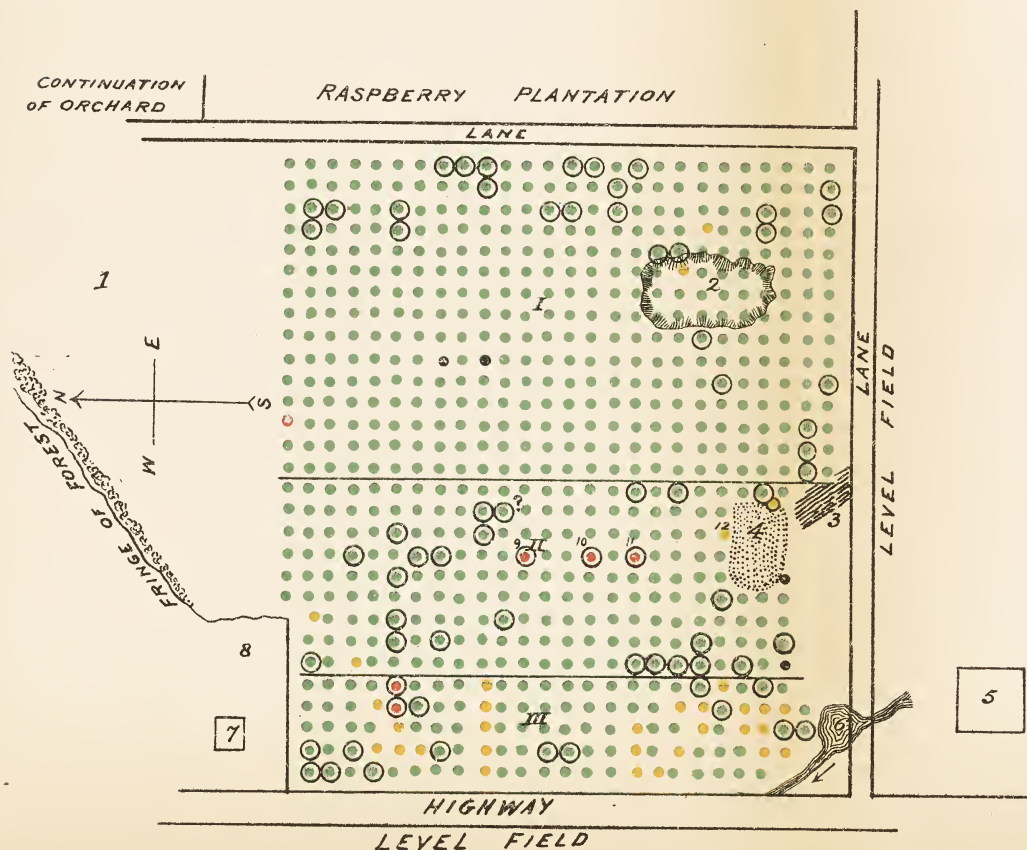 CONTINUATION
OF ORCHARD
RASPBERRY PLANTATION
LANE
1
I
2
E
N
S
W
LANE
LEVEL FIELD
FRINGE OF FOREST
?
9 II
10
11
12
4
3
8
7
III
6
5
HIGHWAY
LEVEL FIELD